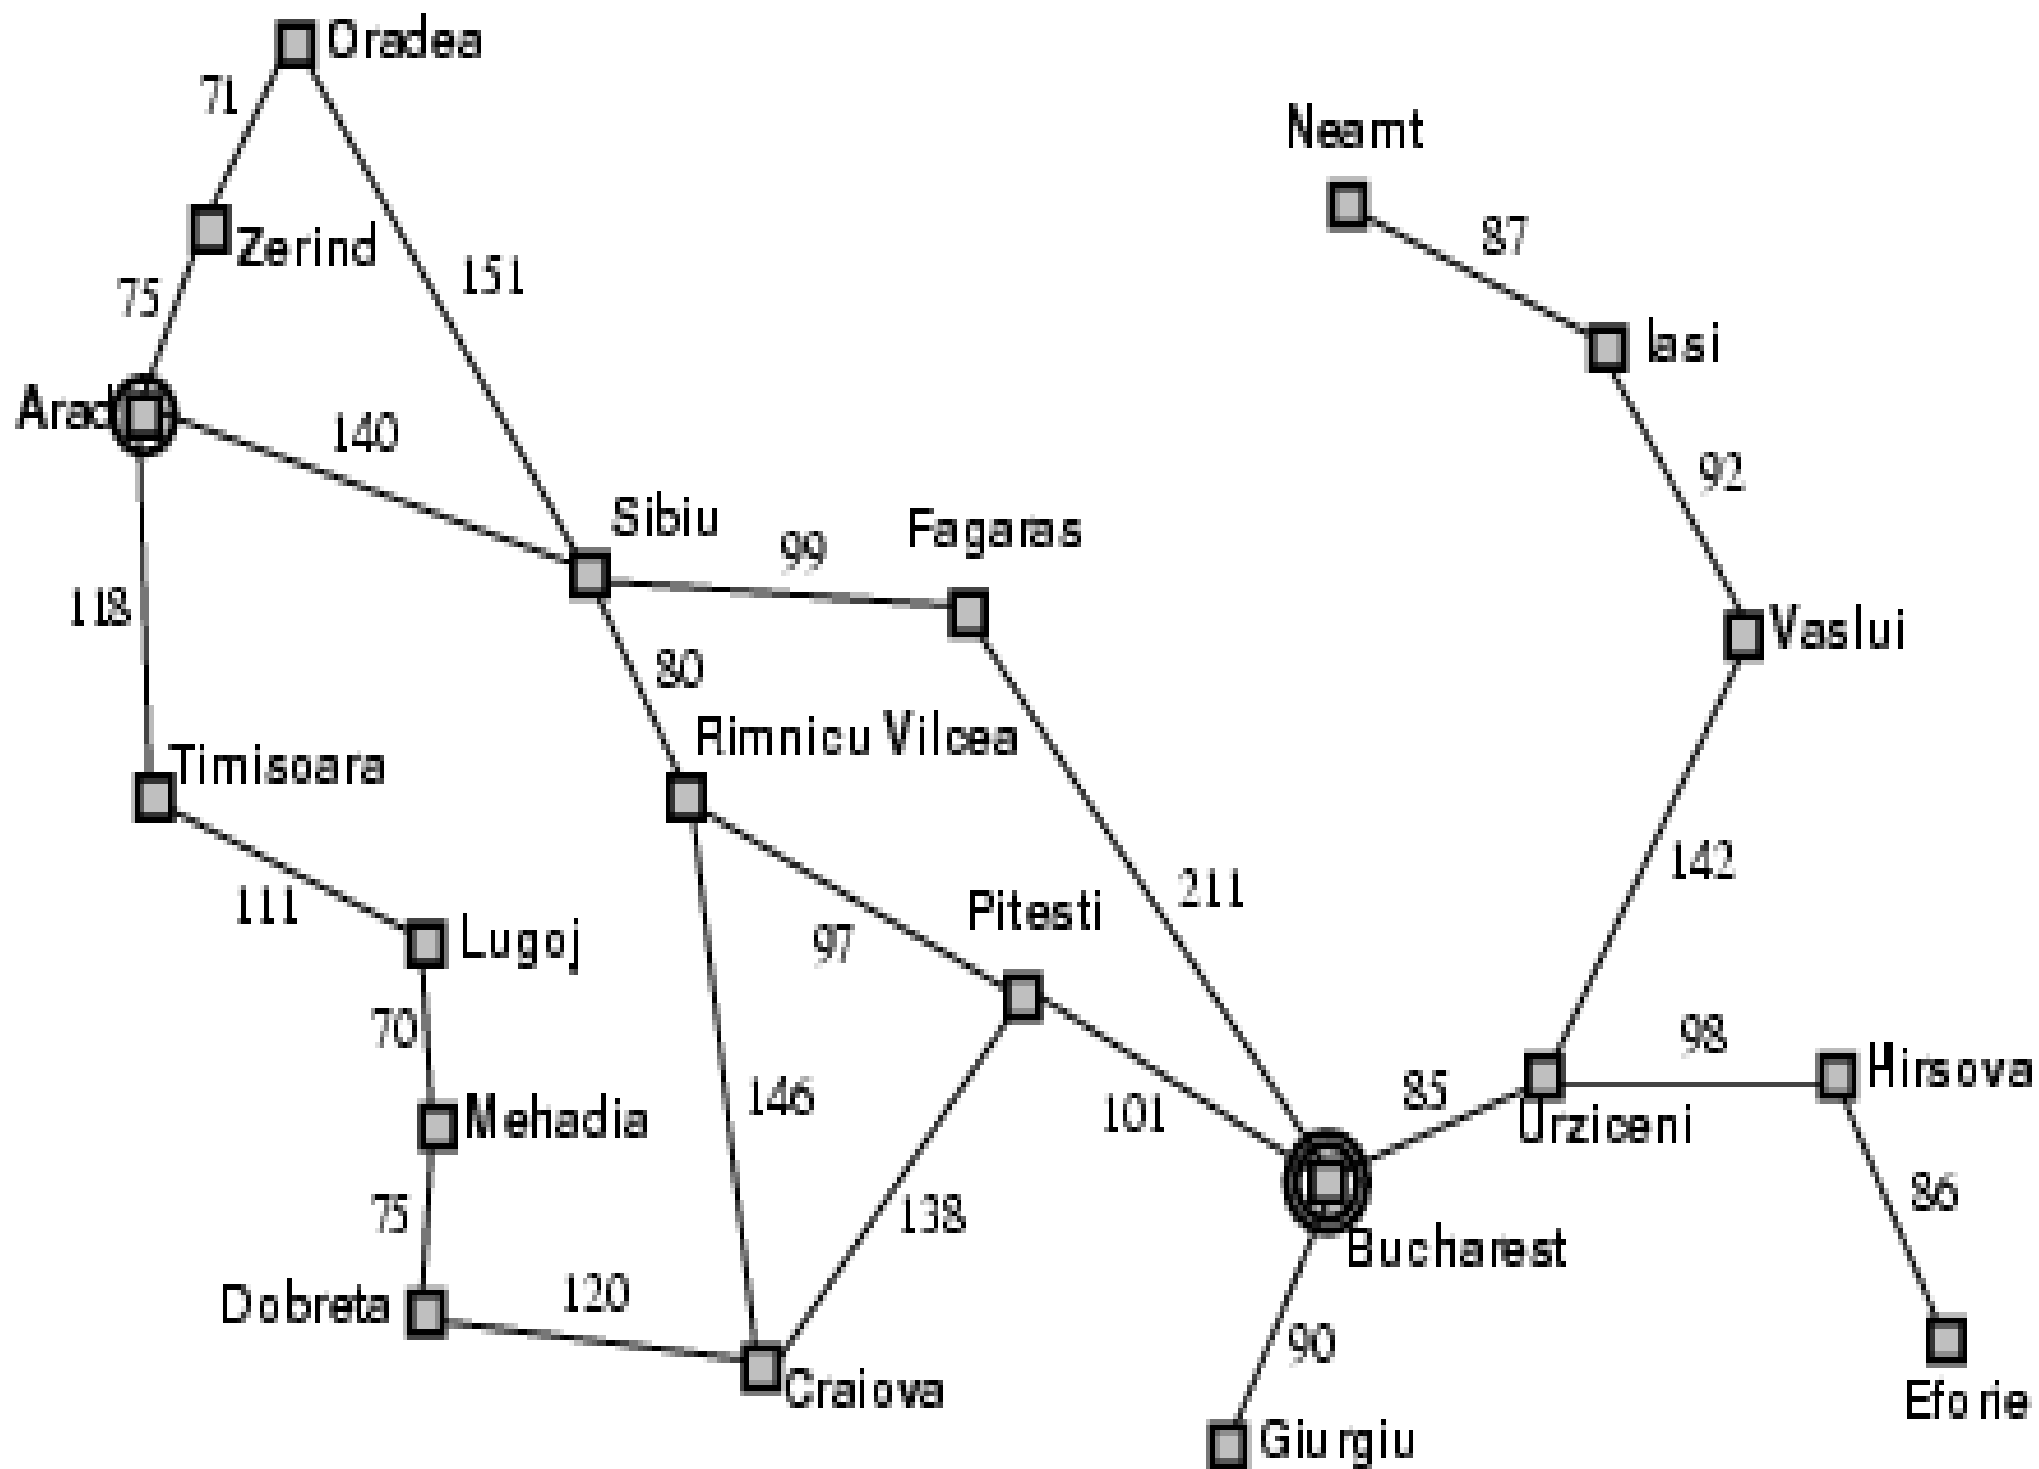 Oradea
71
Neamt
87
Zerind
151
75
Iasi
Arad
140
92
Sibiu
Fagaras
99
118
Vaslui
80
Rimnicu Vilcea
Timisoara
142
211
111
Pitesti
Lugoj
97
70
98
Hirsova
85
146
101
Mehadia
Urziceni
86
75
138
Bucharest
120
Dobreta
90
Craiova
Eforie
Giurgiu